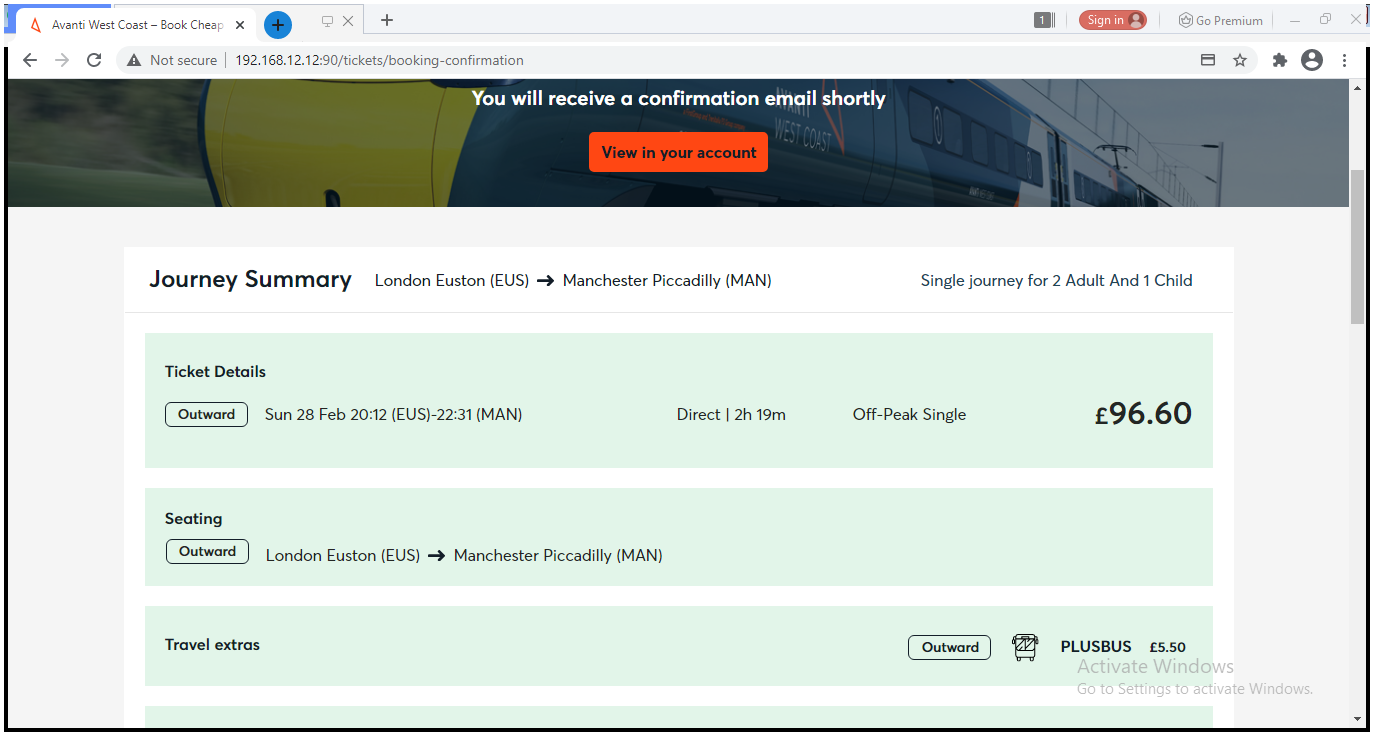 Avanti West Coast – Book Cheap
1
Sign in
Go Premium
Not secure
192.168.12.12:90/tickets/booking-confirmation
You will receive a confirmation email shortly
AVANTI
WEST COAST
View in your account
Journey Summary London Euston (EUS) → Manchester Piccadilly (MAN) Single journey for 2 Adult And 1 Child
Ticket Details
Outward Sun 28 Feb 20:12 (EUS)-22:31 (MAN) Direct | 2h 19m Off-Peak Single £96.60
Seating
Outward London Euston (EUS) → Manchester Piccadilly (MAN)
Travel extras Outward PLUSBUS £5.50
Activate Windows
Go to Settings to activate Windows.